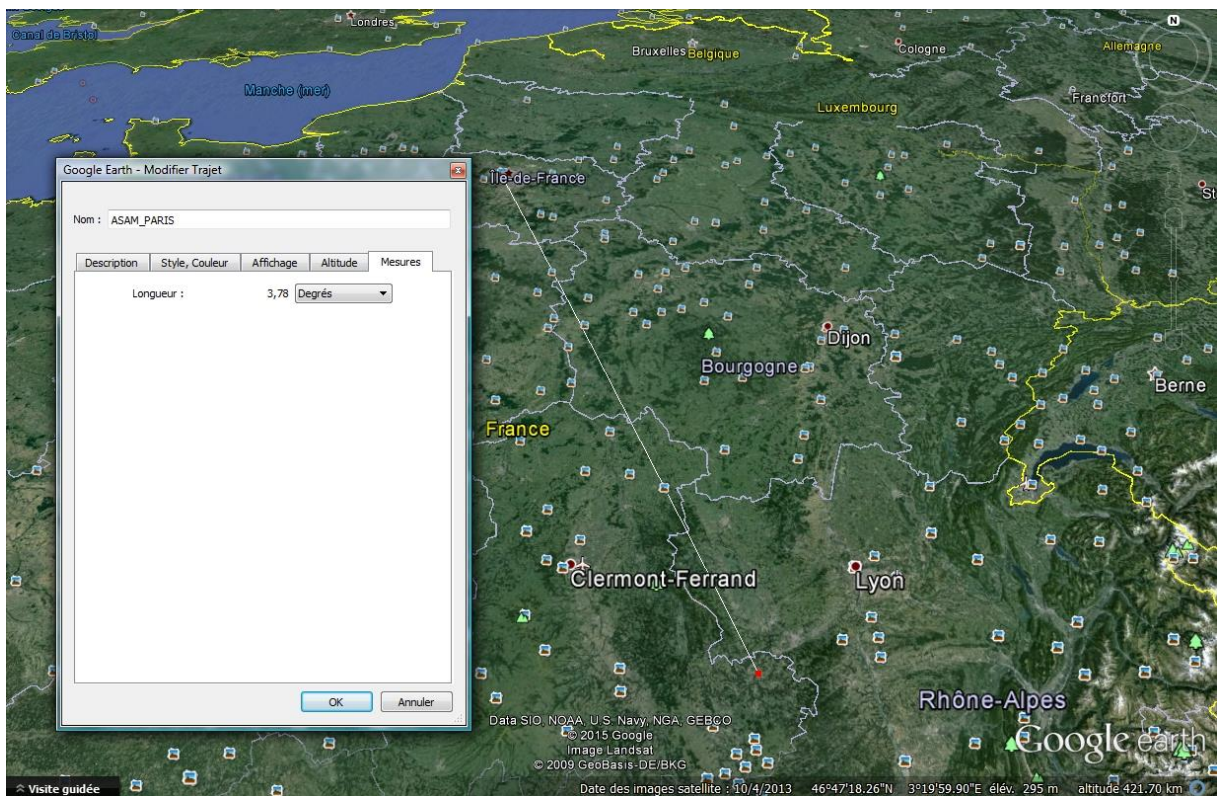 Londres
Canal de Bristol
Bruxelles
Belgique
Cologne
Allemagne
N
Manche (mer)
Luxembourg
Francfort
Google Earth - Modifier Trajet
Île-de-France
St
Nom : ASAM_PARIS
Description
Style, Couleur
Affichage
Altitude
Mesures
Longueur :
3,78
Degrés
Dijon
Bourgogne
Berne
France
Clermont-Ferrand
Lyon
OK
Annuler
Rhône-Alpes
Data SIO, NOAA, U.S. Navy, NGA, GEBCO
© 2015 Google
Image Landsat
© 2009 GeoBasis-DE/BKG
Google earth
Visite guidée
Date des images satellite : 10/4/2013 46°47'18.26"N 3°19'59.90"E élév. 295 m altitude 421.70 km